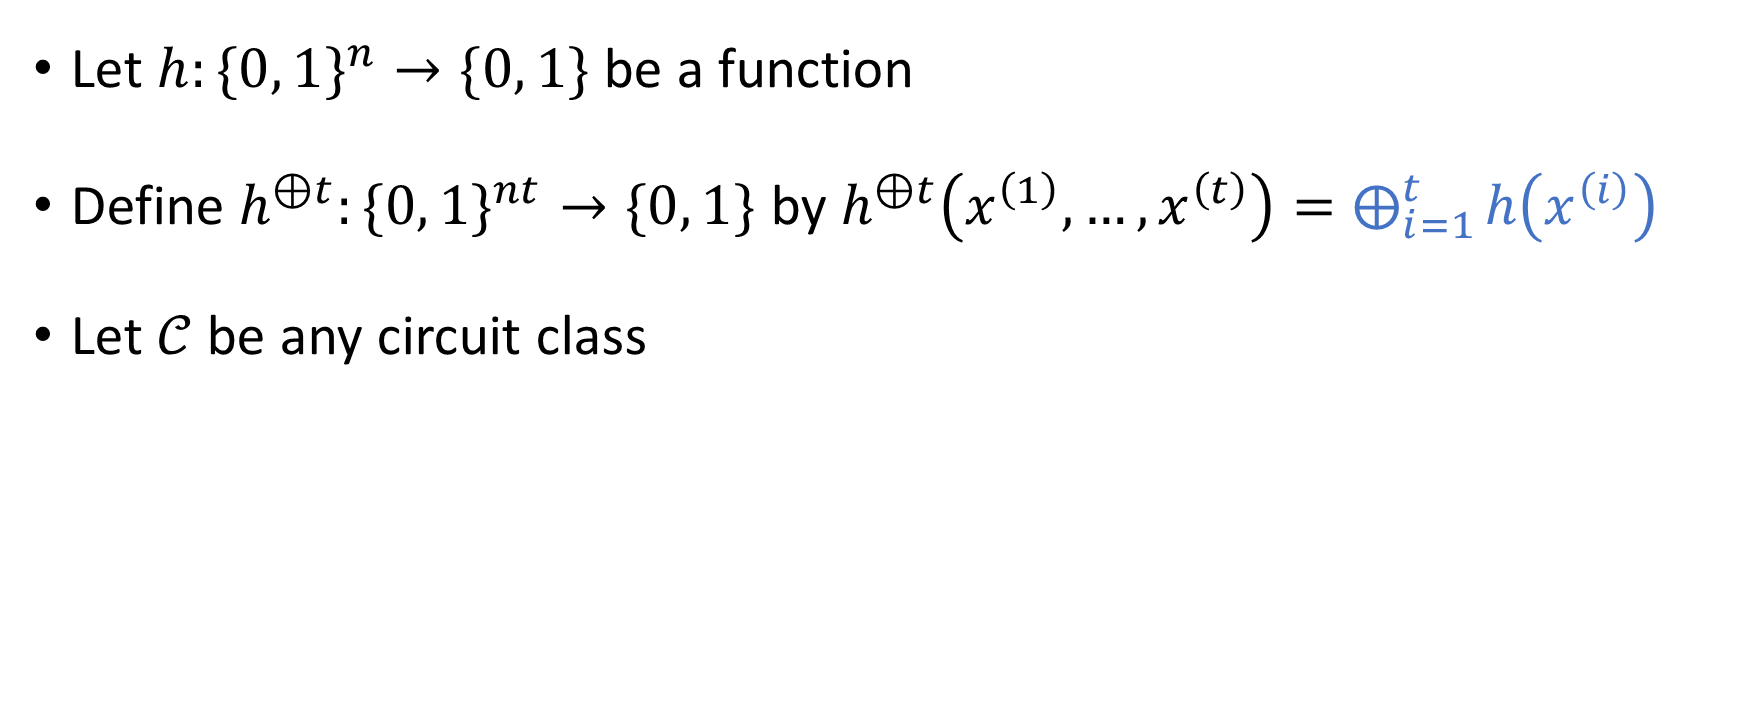 • Let ℎ: {0, 1}ⁿ → {0, 1} be a function
• Define ℎ^{⊕t}: {0, 1}^{nt} → {0, 1} by ℎ^{⊕t}(x^{(1)}, … , x^{(t)}) = ⊕_{i=1}^{t} ℎ(x^{(i)})
• Let 𝒞 be any circuit class